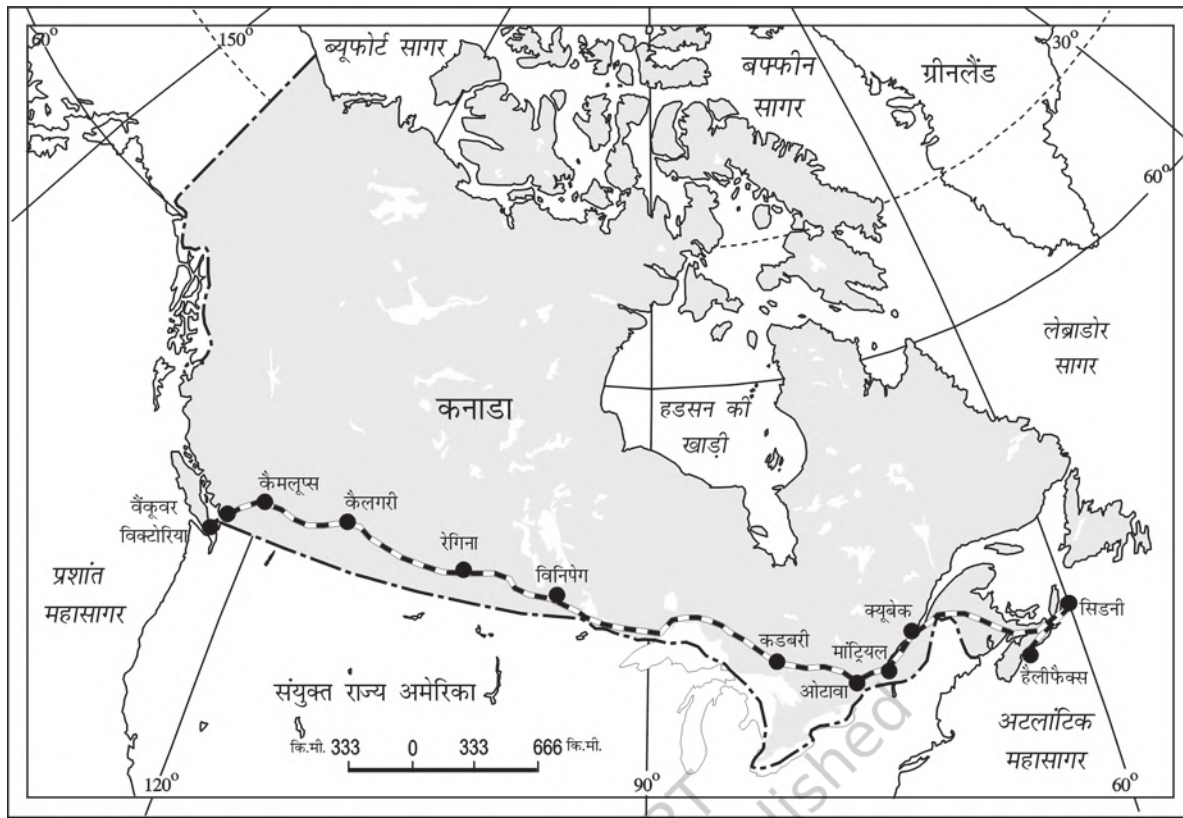 60° 150° ब्यूफोर्ट सागर
बफ्फीन
सागर
ग्रीनलैंड
30°
60°
लेब्राडोर
सागर
कनाडा
हडसन की
खाड़ी
कैमलूप्स
वैंकूवर
विक्टोरिया
कैलगरी
रेगिना
विनिपेग
प्रशांत
महासागर
क्यूबेक
सिडनी
कडबरी
मांट्रियल
ओटावा
हैलीफैक्स
संयुक्त राज्य अमेरिका
अटलांटिक
महासागर
कि.मी. 333 0 333 666 कि.मी.
120° 90° 60°